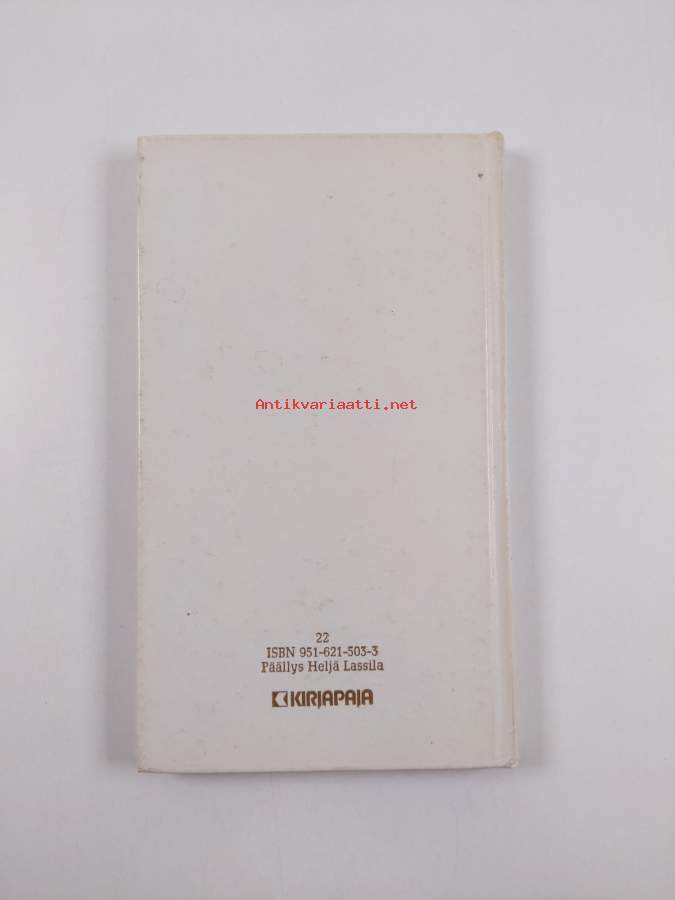 Antikvariaatti.net
22
ISBN 951-621-503-3
Päällys Heljä Lassila
KIRJAPAJA